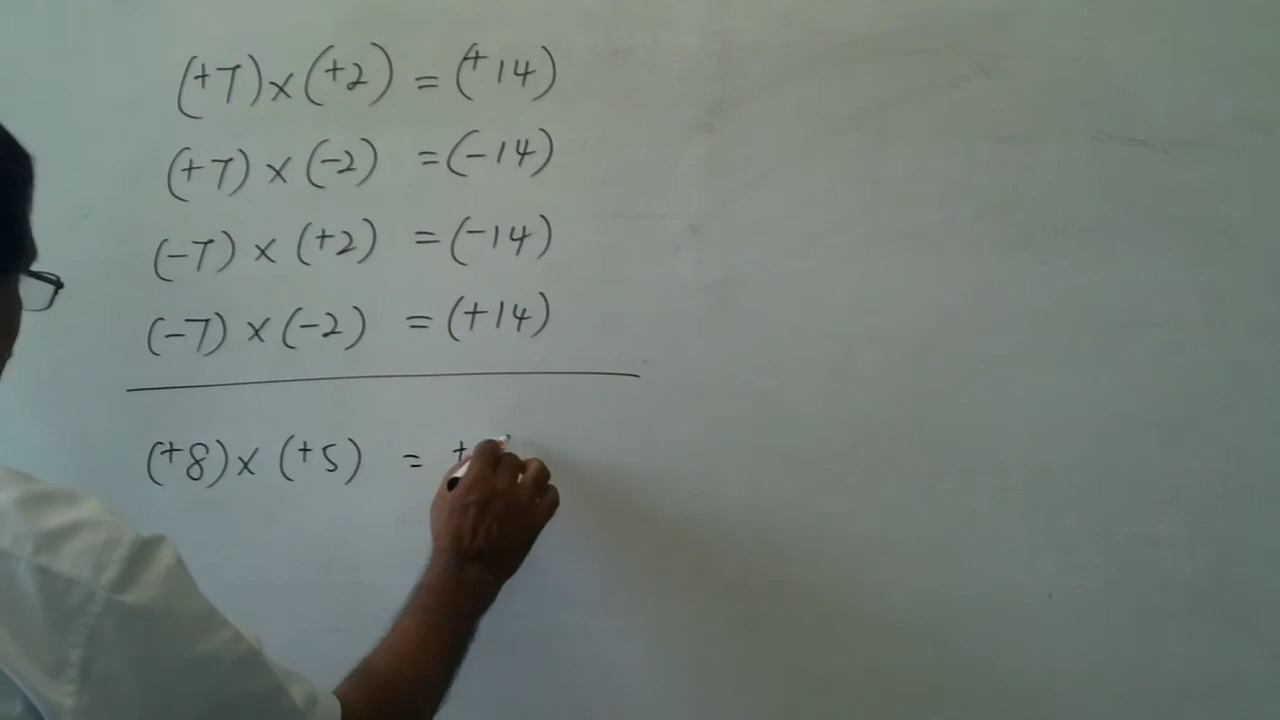 (+7)×(+2) = (+14)
(+7)×(-2) = (-14)
(-7)×(+2) = (-14)
(-7)×(-2) = (+14)
(+8)×(+5) = +